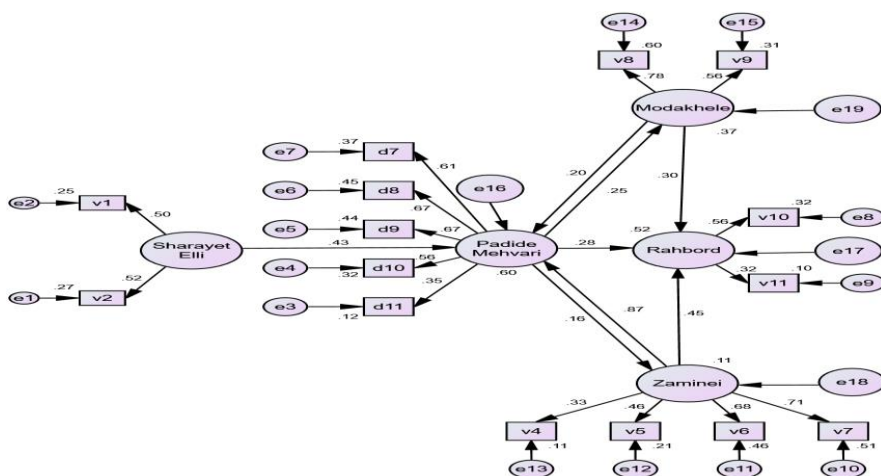 e14
e15
.60
.31
v8
v9
.78
.56
Modakhele
e19
.37
e7
.37
d7
.61
e6
.45
d8
.67
e16
.20
.25
.30
e2
.25
v1
.50
e5
.44
d9
.67
Sharayet
Elli
.43
Padide
Mehvari
.28
.52
Rahbord
.56
v10
.32
e8
e17
e4
.32
d10
.56
.60
.32
v11
.10
e9
e1
.27
v2
.52
e3
.12
d11
.35
.16
.87
.45
.11
Zaminei
e18
.33
.46
.68
.71
v4
v5
v6
v7
.11
.21
.46
.51
e13
e12
e11
e10